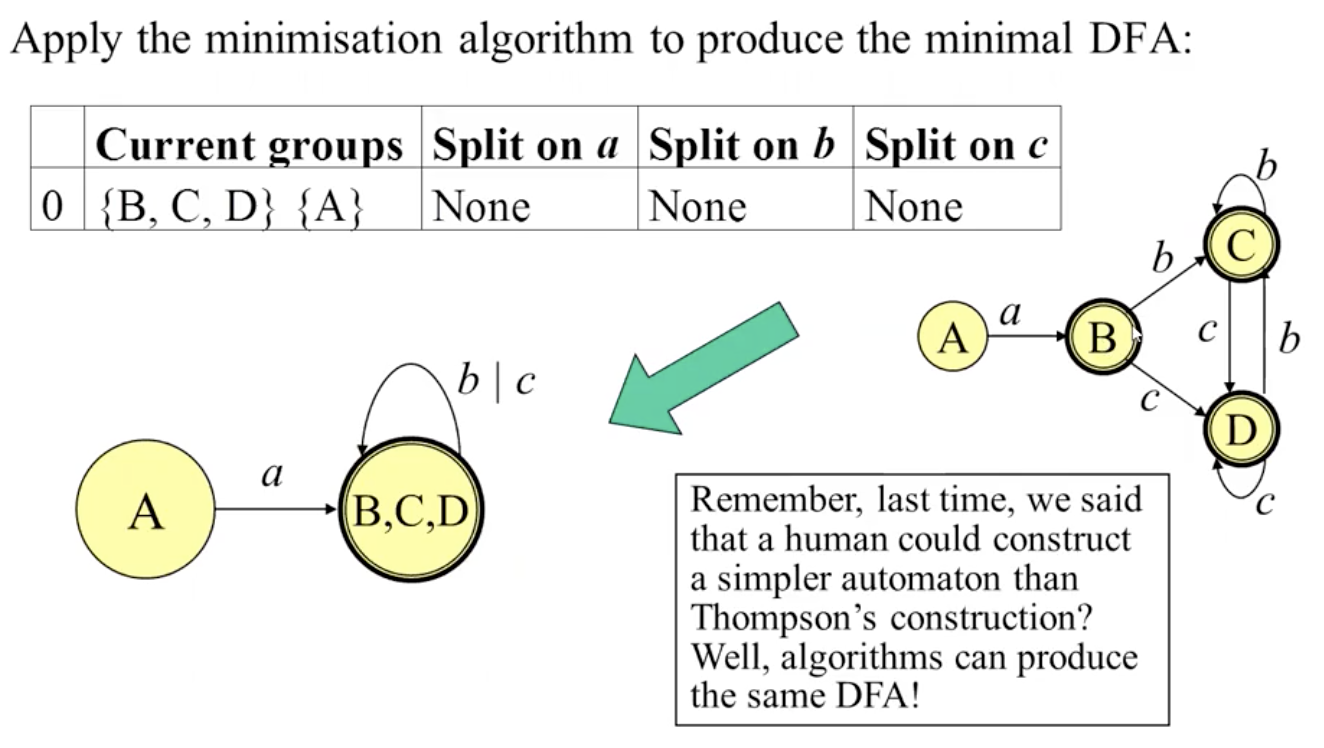 Apply the minimisation algorithm to produce the minimal DFA:
Current groups Split on a Split on b Split on c
0 {B, C, D} {A} None None None
b
C
b
a
A
B
c
b
c
D
c
b | c
a
A
B,C,D
Remember, last time, we said
that a human could construct
a simpler automaton than
Thompson’s construction?
Well, algorithms can produce
the same DFA!